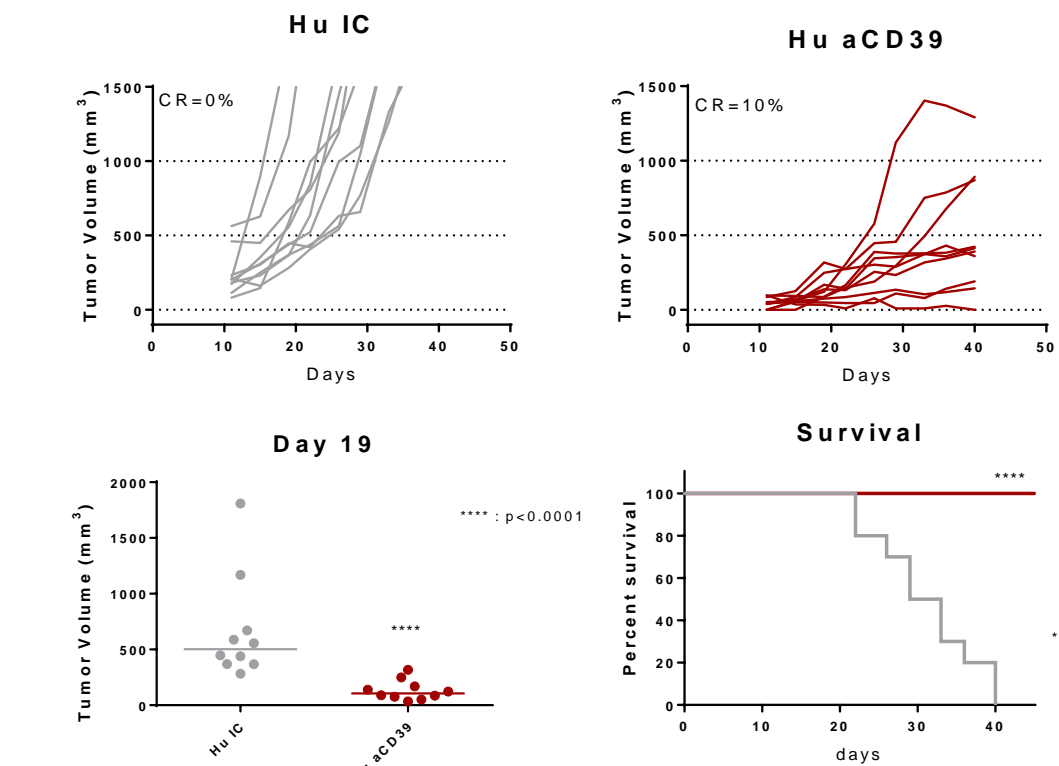 Hu IC
Tumor Volume (mm³)
1500
1000
500
0
CR=0%
0 10 20 30 40 50
Days
Hu aCD39
Tumor Volume (mm³)
1500
1000
500
0
CR=10%
0 10 20 30 40 50
Days
Day 19
Tumor Volume (mm³)
2000
1500
1000
500
0
****
**** : p<0.0001
Hu IC
aCD39
Survival
Percent survival
100
80
60
40
20
0
****
*
0 10 20 30 40
days